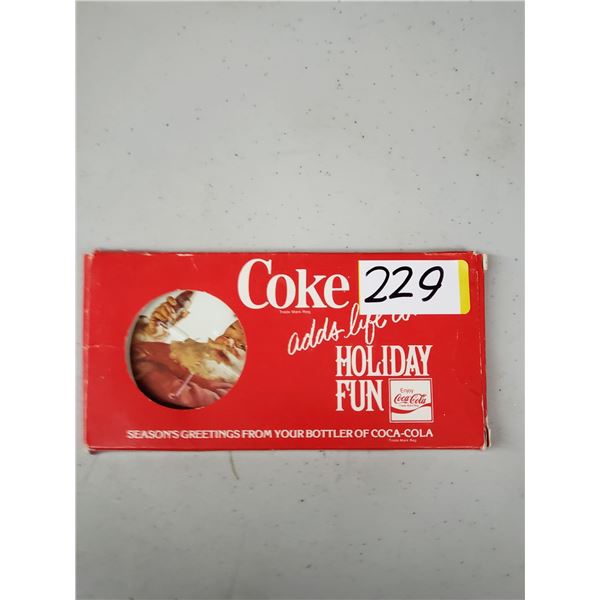 Coke
229
Trade Mark Reg.
adds life
HOLIDAY
FUN
Enjoy
Coca-Cola
SEASON'S GREETINGS FROM YOUR BOTTLER OF COCA-COLA
Trade Mark Reg.